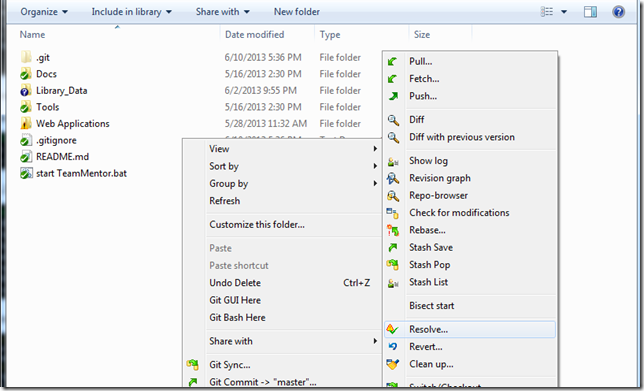 Organize Include in library Share with New folder
Name Date modified Type Size
.git 6/10/2013 5:36 PM File folder
Docs 5/16/2013 2:30 PM File folder
Library_Data 6/2/2013 9:55 PM File folder
Tools 5/16/2013 2:30 PM File folder
Web Applications 5/28/2013 11:32 AM File folder
.gitignore
README.md
start TeamMentor.bat
View
Sort by
Group by
Refresh
Customize this folder...
Paste
Paste shortcut
Undo Delete Ctrl+Z
Git GUI Here
Git Bash Here
Share with
Git Sync...
Git Commit -> "master"...
Pull...
Fetch...
Push...
Diff
Diff with previous version
Show log
Revision graph
Repo-browser
Check for modifications
Rebase...
Stash Save
Stash Pop
Stash List
Bisect start
Resolve...
Revert...
Clean up...
Switch/Checkout